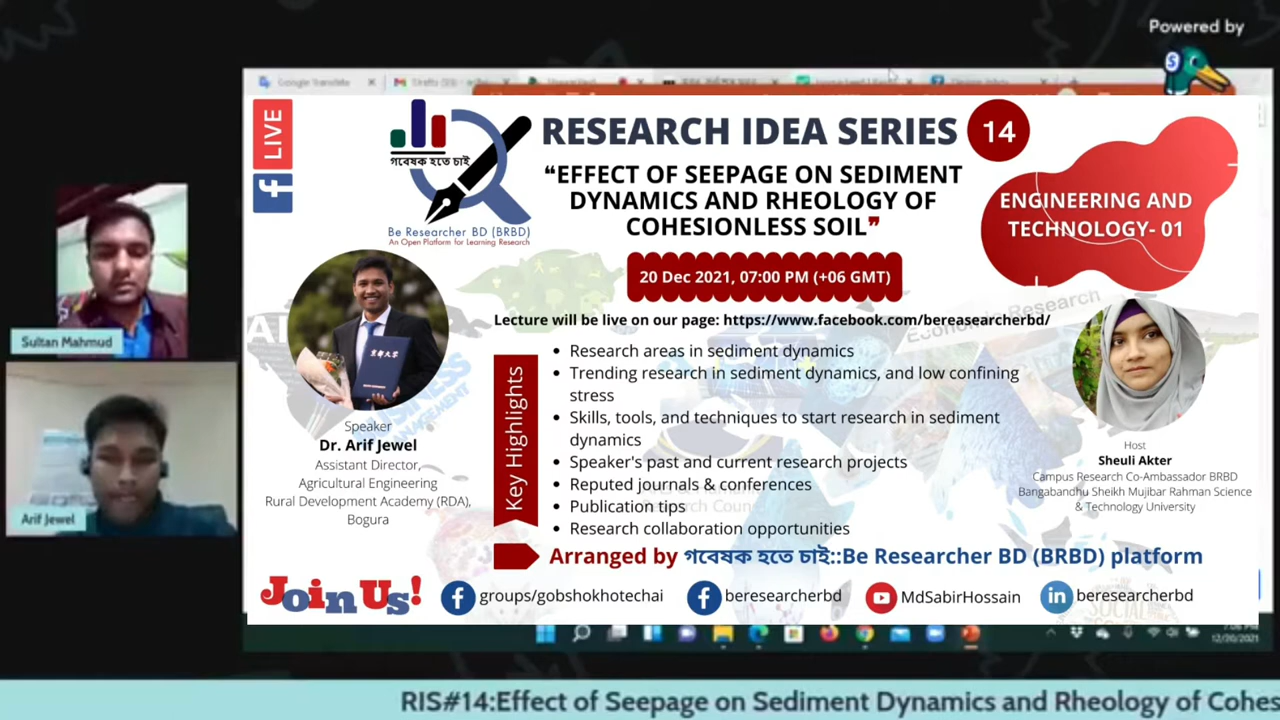 Powered by
Google Translate
LIVE
গবেষক হতে চাই
Be Researcher BD (BRBD)
An Open Platform for Learning Research
RESEARCH IDEA SERIES
14
“EFFECT OF SEEPAGE ON SEDIMENT
DYNAMICS AND RHEOLOGY OF
COHESIONLESS SOIL”
ENGINEERING AND
TECHNOLOGY- 01
20 Dec 2021, 07:00 PM (+06 GMT)
Lecture will be live on our page: https://www.facebook.com/bereasearcherbd/
Key Highlights
• Research areas in sediment dynamics
• Trending research in sediment dynamics, and low confining
stress
• Skills, tools, and techniques to start research in sediment
dynamics
• Speaker's past and current research projects
• Reputed journals & conferences
• Publication tips
• Research collaboration opportunities
Sultan Mahmud
Arif Jewel
Speaker
Dr. Arif Jewel
Assistant Director,
Agricultural Engineering
Rural Development Academy (RDA),
Bogura
Host
Sheuli Akter
Campus Research Co-Ambassador BRBD
Bangabandhu Sheikh Mujibar Rahman Science
& Technology University
Arranged by গবেষক হতে চাই::Be Researcher BD (BRBD) platform
Join Us!
groups/gobshokhotechai
beresearcherbd
MdSabirHossain
beresearcherbd
12/20/2021
RIS#14:Effect of Seepage on Sediment Dynamics and Rheology of Cohes